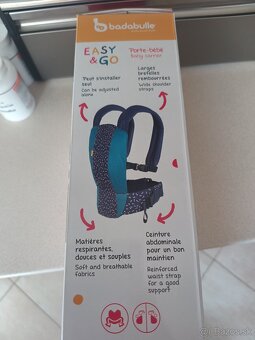 badabulle
EASY
& GO
Porte-bébé
Baby carrier
Peut s'installer
seul
Can be adjusted
alone
Larges
bretelles
rembourrées
Wide shoulder
straps
Matières
respirantes,
douces et souples
Soft and breathable
fabrics
Ceinture
abdominale
pour un bon
maintien
Reinforced
waist strap
for a good
support